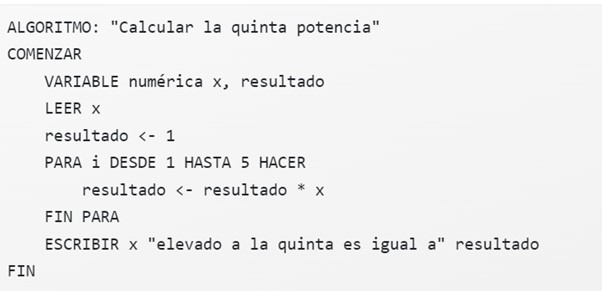 ALGORITMO: "Calcular la quinta potencia"
COMENZAR
VARIABLE numérica x, resultado
LEER x
resultado <- 1
PARA i DESDE 1 HASTA 5 HACER
resultado <- resultado * x
FIN PARA
ESCRIBIR x "elevado a la quinta es igual a" resultado
FIN